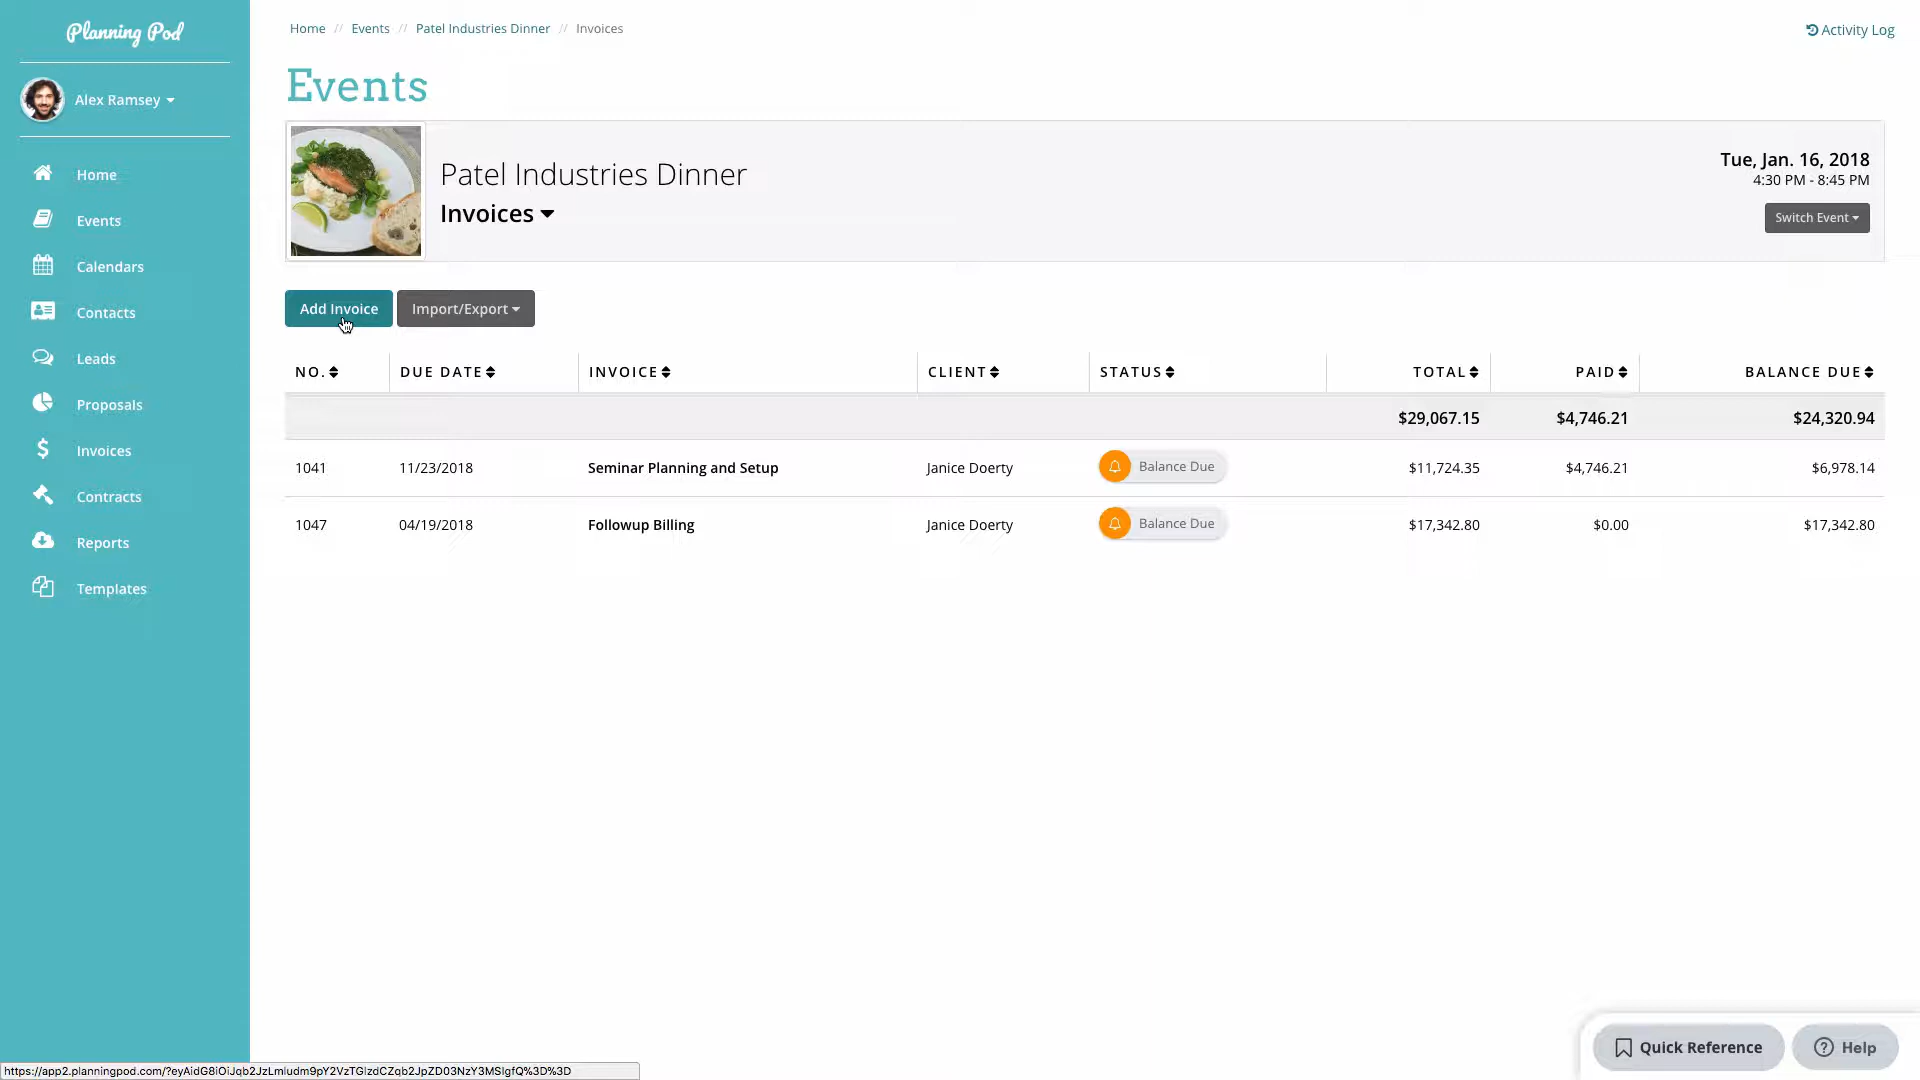 Planning Pod
Alex Ramsey
Home
Events
Calendars
Contacts
Leads
Proposals
Invoices
Contracts
Reports
Templates
Home // Events // Patel Industries Dinner // Invoices
Activity Log
Events
Patel Industries Dinner
Invoices
Tue, Jan. 16, 2018
4:30 PM - 8:45 PM
Switch Event
Add Invoice Import/Export
NO. DUE DATE INVOICE CLIENT STATUS TOTAL PAID BALANCE DUE
$29,067.15 $4,746.21 $24,320.94
1041 11/23/2018 Seminar Planning and Setup Janice Doerty Balance Due $11,724.35 $4,746.21 $6,978.14
1047 04/19/2018 Followup Billing Janice Doerty Balance Due $17,342.80 $0.00 $17,342.80
Quick Reference Help